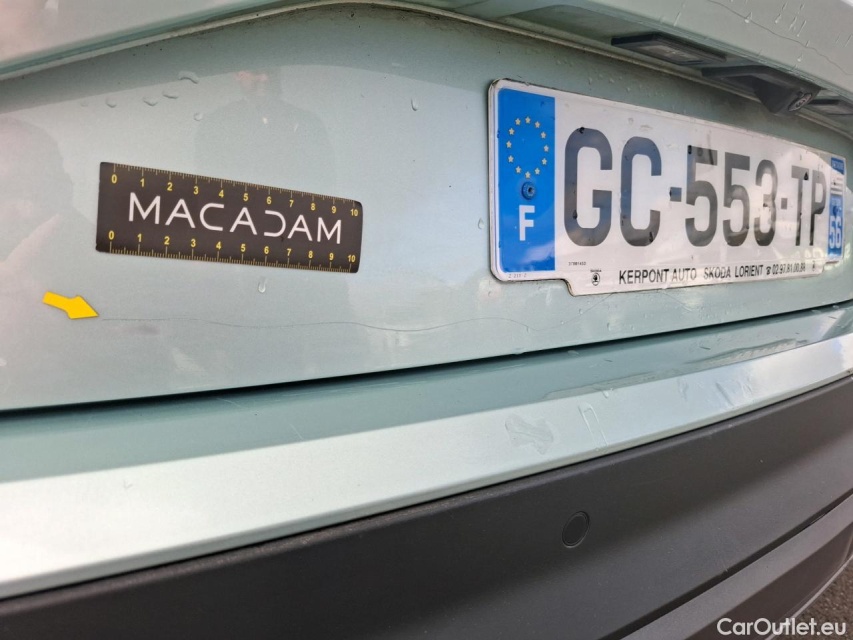 0 1 2 3 4 5 6 7 8 9 10
MACADAM
0 1 2 3 4 5 6 7 8 9 10
GC-553-TP
F
56
KERPONT AUTO SKODA LORIENT
CarOutlet.eu